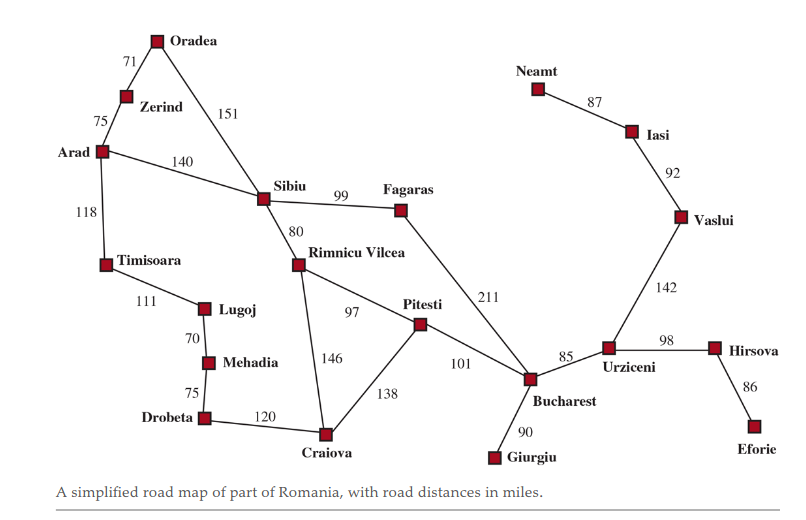 Oradea
71
Neamt
87
Zerind
151
75
Iasi
Arad
140
92
Sibiu
99
Fagaras
118
Vaslui
80
Timisoara
Rimnicu Vilcea
142
111
Lugoj
97
Pitesti
211
70
98
Hirsova
146
101
85
Mehadia
Urziceni
75
138
86
Bucharest
Drobeta
120
90
Craiova
Giurgiu
Eforie
A simplified road map of part of Romania, with road distances in miles.